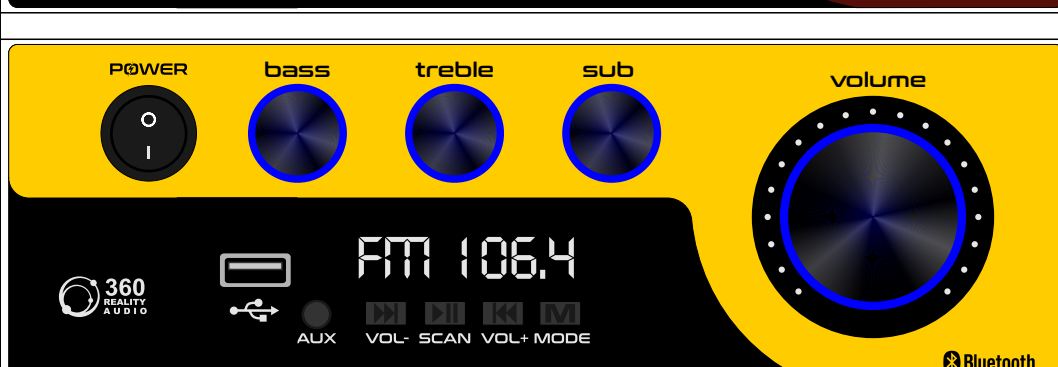 POWER
bass
treble
sub
volume
O
I
FM 106.4
360
REALITY
AUDIO
M
AUX
VOL-
SCAN
VOL+
MODE
Bluetooth